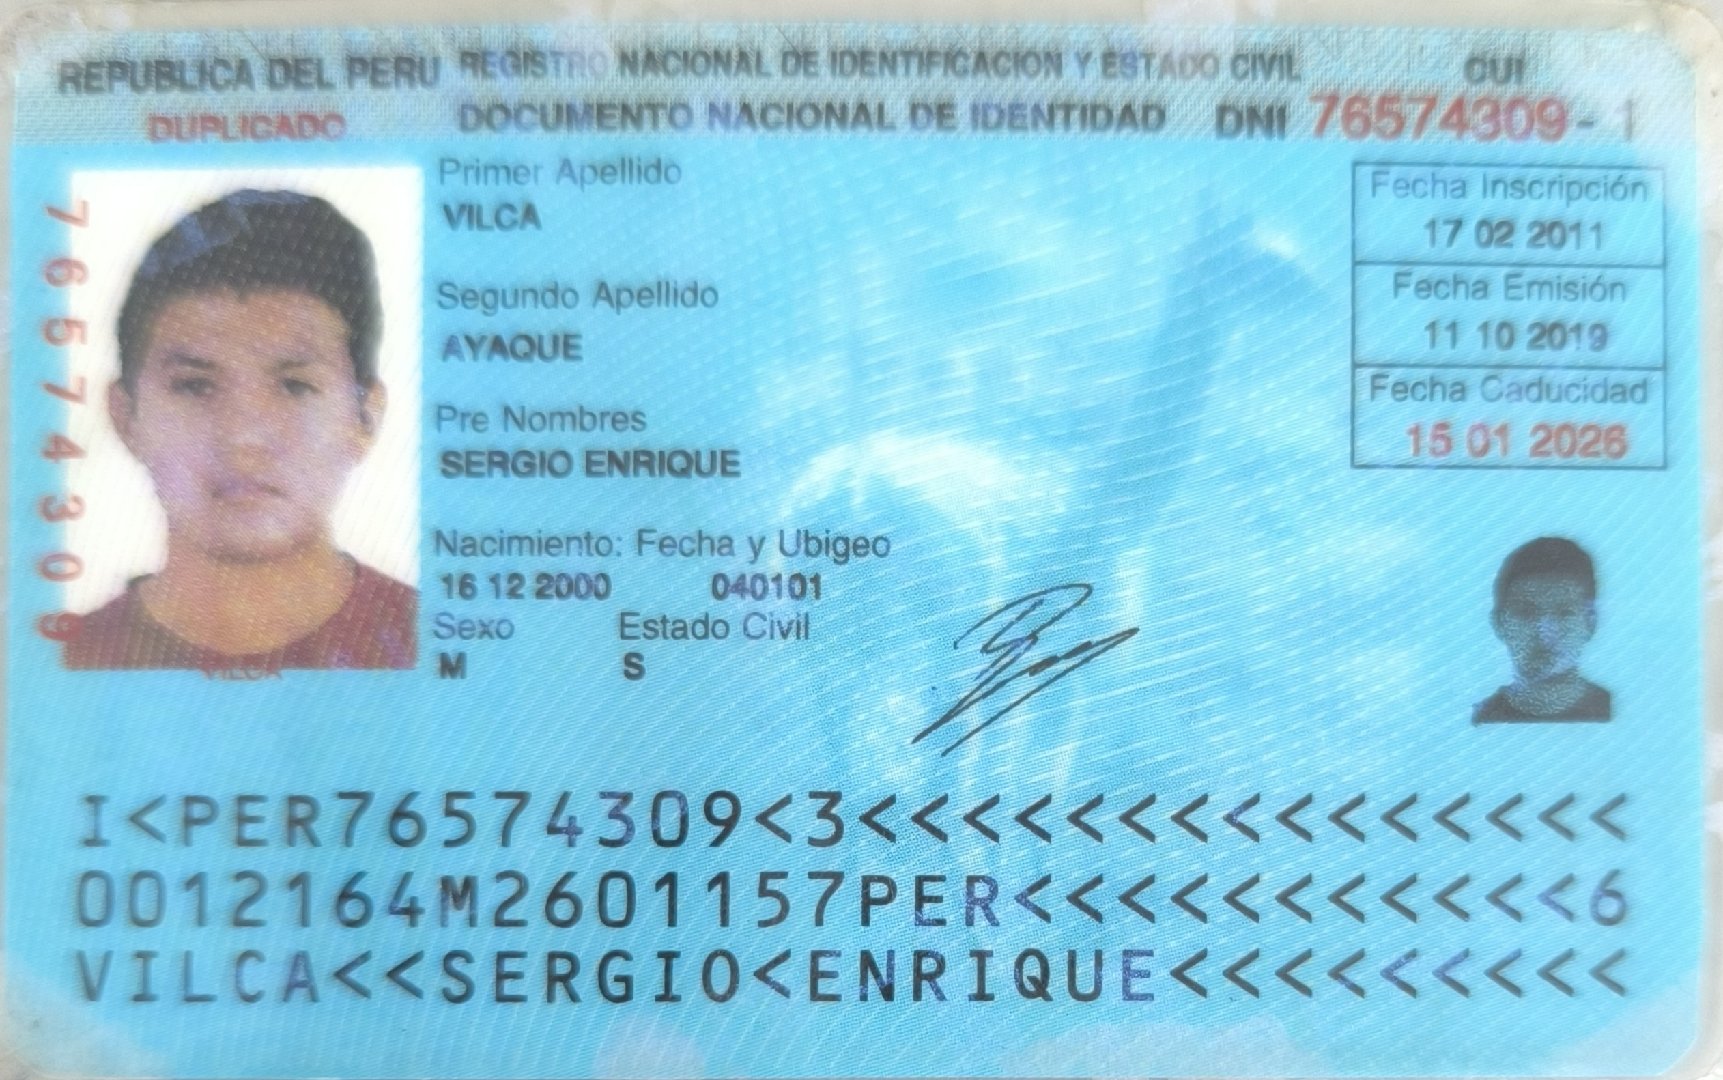 REPUBLICA DEL PERU REGISTRO NACIONAL DE IDENTIFICACION Y ESTADO CIVIL CUI
DUPLICADO DOCUMENTO NACIONAL DE IDENTIDAD DNI 76574309 - 1
Primer Apellido
VILCA
Segundo Apellido
AYAQUE
Pre Nombres
SERGIO ENRIQUE
Nacimiento: Fecha y Ubigeo
16 12 2000 040101
Sexo Estado Civil
M S
Fecha Inscripción
17 02 2011
Fecha Emisión
11 10 2019
Fecha Caducidad
15 01 2026
76574309
VILCA
I<PER76574309<3<<<<<<<<<<<<<<<
0012164M2601157PER<<<<<<<<<<<6
VILCA<<SERGIO<ENRIQUE<<<<<<<<<